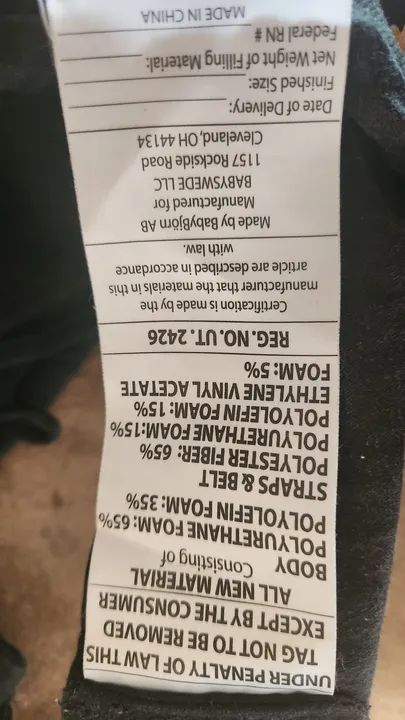 UNDER PENALTY OF LAW THIS
TAG NOT TO BE REMOVED
EXCEPT BY THE CONSUMER
ALL NEW MATERIAL
Consisting of
BODY
POLYURETHANE FOAM: 65%
POLYOLEFIN FOAM: 35%
STRAPS & BELT
POLYESTER FIBER: 65%
POLYURETHANE FOAM:15%
POLYOLEFIN FOAM: 15%
ETHYLENE VINYL ACETATE
FOAM: 5%
REG. NO. UT. 2426
Certification is made by the
manufacturer that the materials in this
article are described in accordance
with law.
Made by BabyBjörn AB
Manufactured for
BABYSWEDE LLC
1157 Rockside Road
Cleveland, OH 44134
Date of Delivery:
Finished Size:
Net Weight of Filling Material:
Federal RN #
MADE IN CHINA